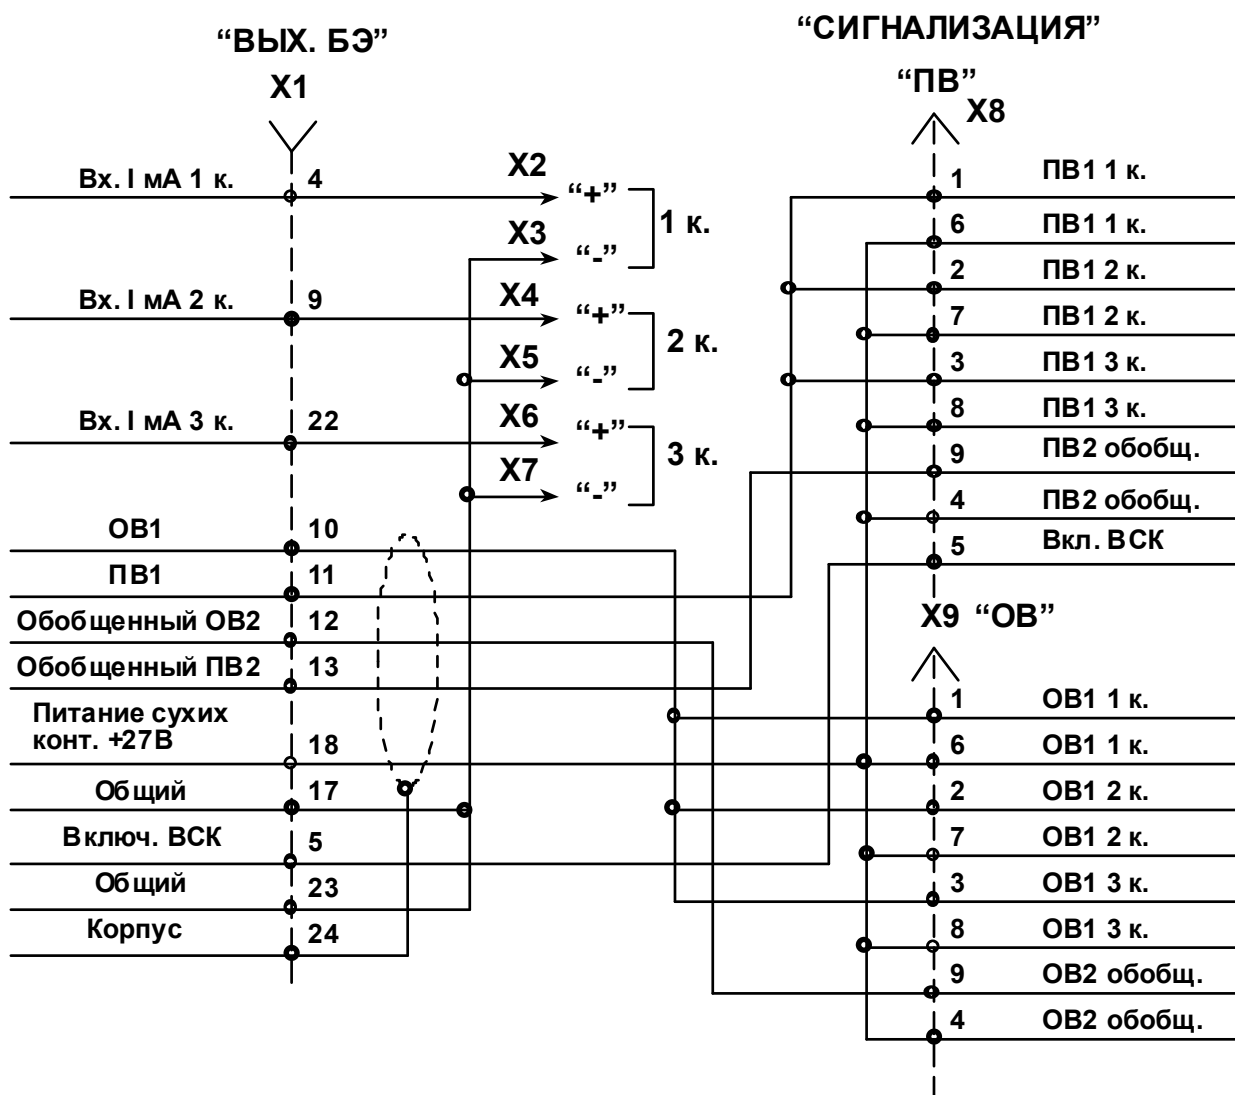 “ВЫХ. БЭ”
X1
Вх. I мА 1 к.
4
Вх. I мА 2 к.
9
Вх. I мА 3 к.
22
ОВ1
10
ПВ1
11
Обобщенный ОВ2
12
Обобщенный ПВ2
13
Питание сухих
конт. +27В
18
Общий
17
Включ. ВСК
5
Общий
23
Корпус
24
X2
“+”
X3
“-”
1 к.
X4
“+”
X5
“-”
2 к.
X6
“+”
X7
“-”
3 к.
“СИГНАЛИЗАЦИЯ”
“ПВ”
X8
1
ПВ1 1 к.
6
ПВ1 1 к.
2
ПВ1 2 к.
7
ПВ1 2 к.
3
ПВ1 3 к.
8
ПВ1 3 к.
9
ПВ2 обобщ.
4
ПВ2 обобщ.
5
Вкл. ВСК
X9 “ОВ”
1
ОВ1 1 к.
6
ОВ1 1 к.
2
ОВ1 2 к.
7
ОВ1 2 к.
3
ОВ1 3 к.
8
ОВ1 3 к.
9
ОВ2 обобщ.
4
ОВ2 обобщ.